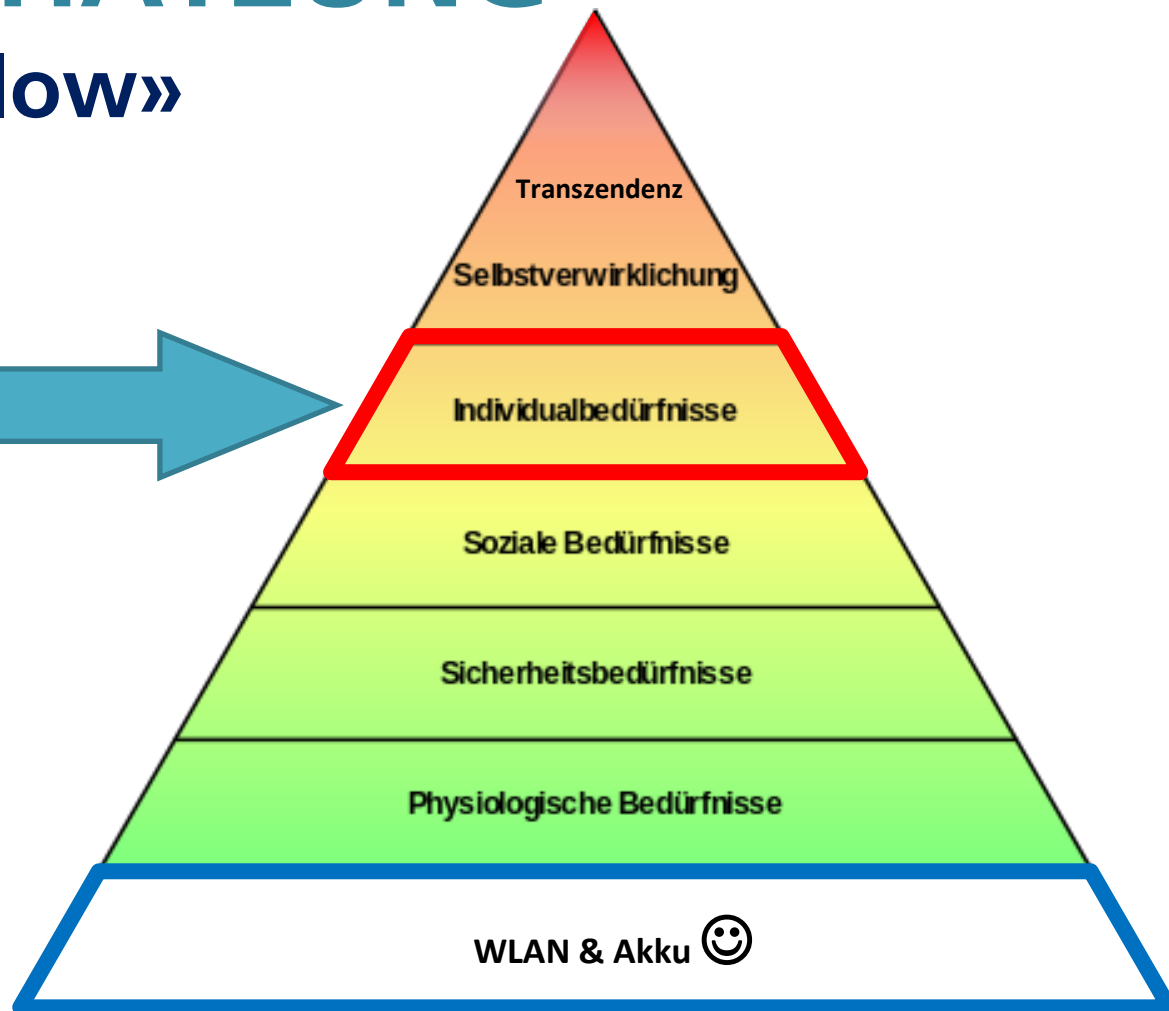 low»
Transzendenz
Selbstverwirklichung
Individualbedürfnisse
Soziale Bedürfnisse
Sicherheitsbedürfnisse
Physiologische Bedürfnisse
WLAN & Akku ☺